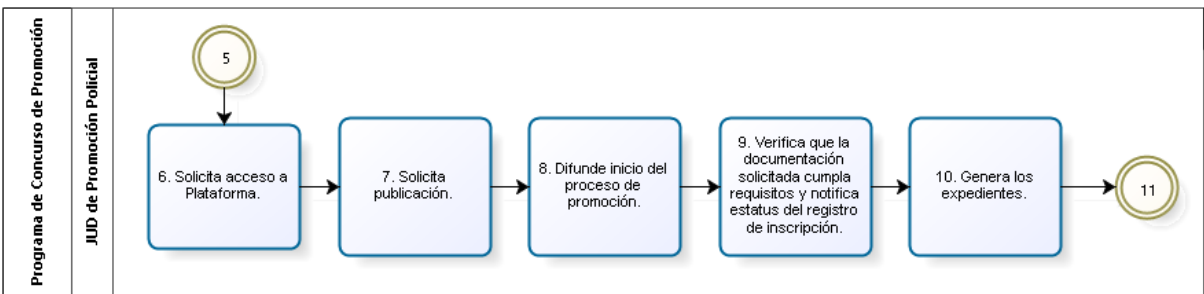 Programa de Concurso de Promoción
JUD de Promoción Policial
5
6. Solicita acceso a
Plataforma.
7. Solicita
publicación.
8. Difunde inicio del
proceso de
promoción.
9. Verifica que la
documentación
solicitada cumpla
requisitos y notifica
estatus del registro
de inscripción.
10. Genera los
expedientes.
11